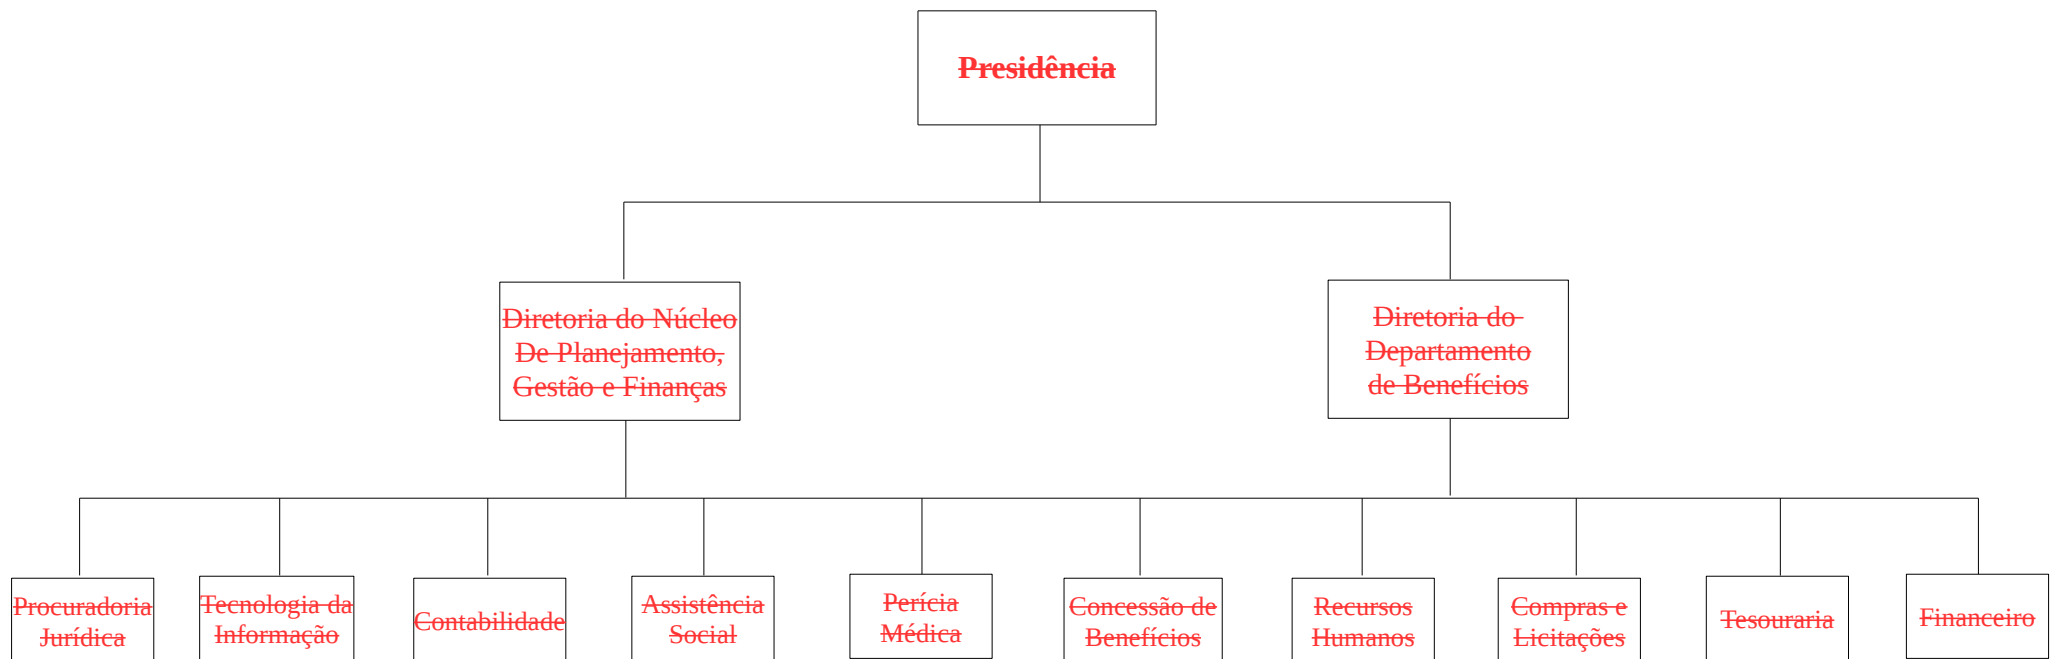 Presidência
Diretoria do Núcleo
De Planejamento,
Gestão e Finanças
Diretoria do
Departamento
de Benefícios
Procuradoria
Jurídica
Tecnologia da
Informação
Contabilidade
Assistência
Social
Perícia
Médica
Concessão de
Benefícios
Recursos
Humanos
Compras e
Licitações
Tesouraria
Financeiro